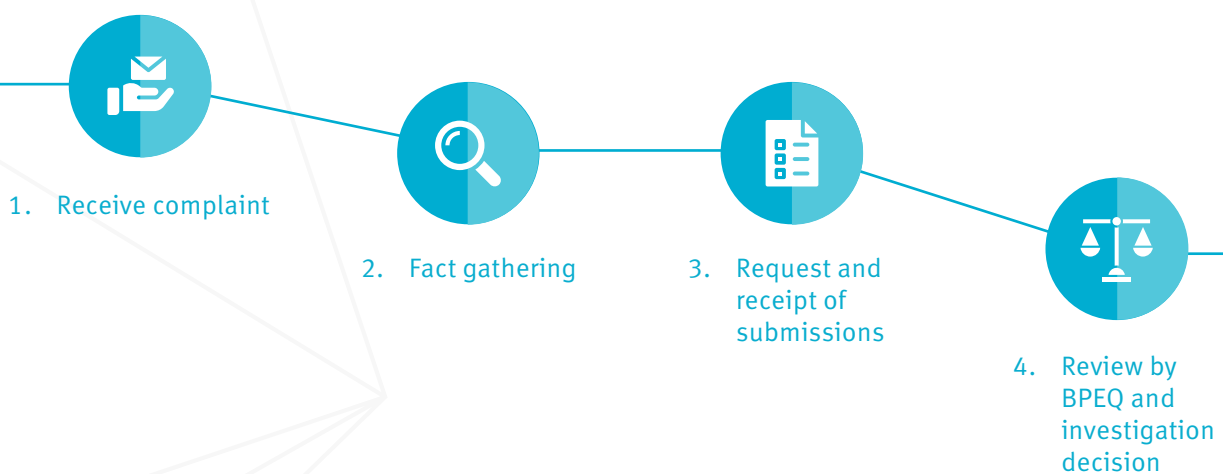 1. Receive complaint
2. Fact gathering
3. Request and
receipt of
submissions
4. Review by
BPEQ and
investigation
decision